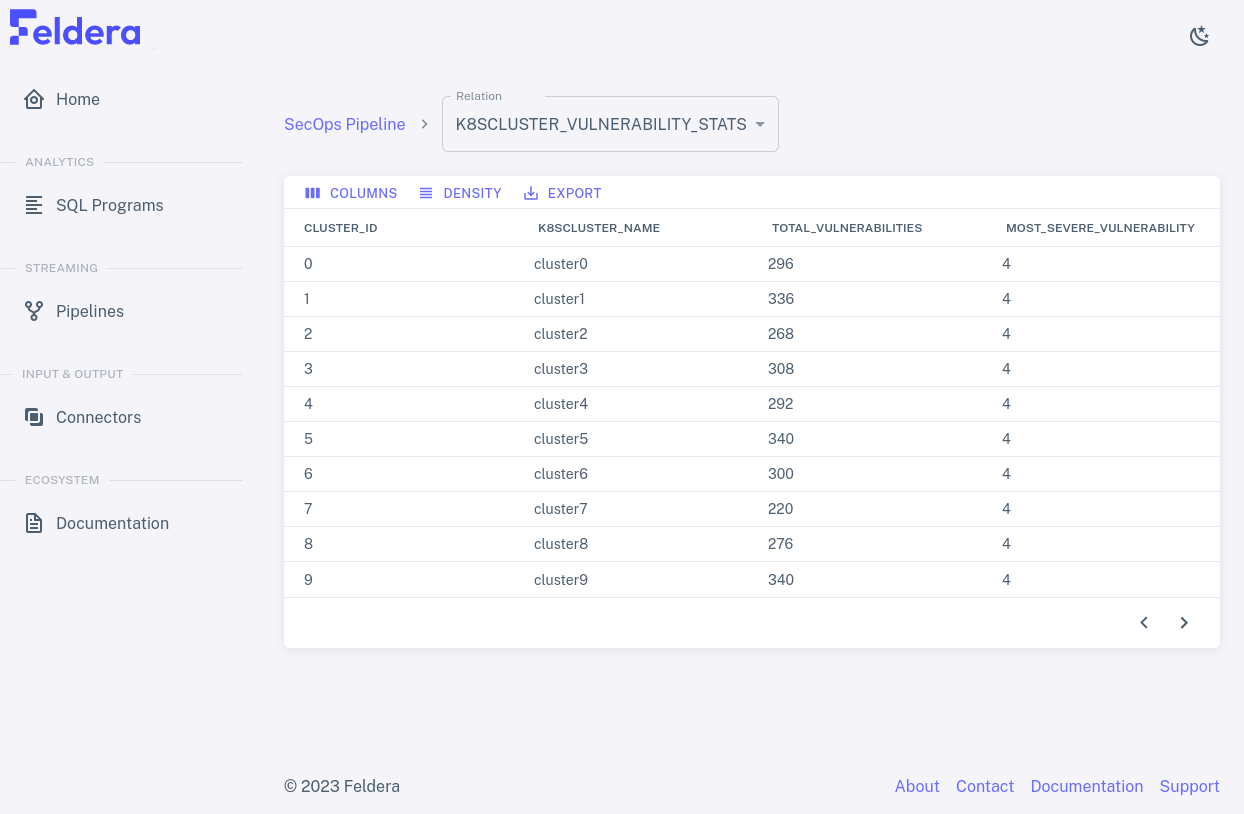 Feldera
Home
ANALYTICS
SQL Programs
STREAMING
Pipelines
INPUT & OUTPUT
Connectors
ECOSYSTEM
Documentation
Relation
SecOps Pipeline > K8SCLUSTER_VULNERABILITY_STATS
COLUMNS DENSITY EXPORT
CLUSTER_ID K8SCLUSTER_NAME TOTAL_VULNERABILITIES MOST_SEVERE_VULNERABILITY
0 cluster0 296 4
1 cluster1 336 4
2 cluster2 268 4
3 cluster3 308 4
4 cluster4 292 4
5 cluster5 340 4
6 cluster6 300 4
7 cluster7 220 4
8 cluster8 276 4
9 cluster9 340 4
© 2023 Feldera About Contact Documentation Support